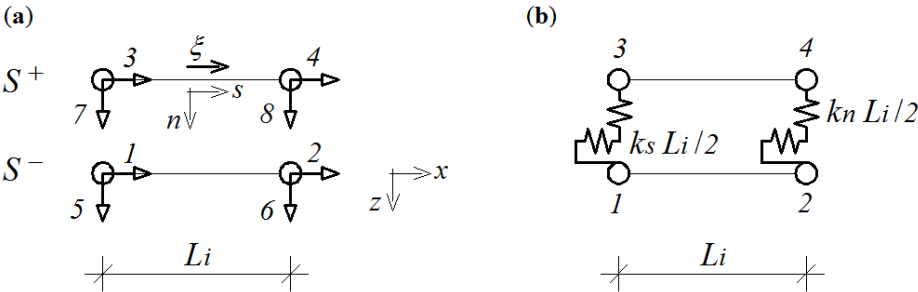 (a)
(b)
3 ξ 4 3 4
S⁺
s
7 n 8 kₙ Lᵢ/2
kₛ Lᵢ/2
S⁻ 1 2 x
5 6 z 1 2
Lᵢ Lᵢ